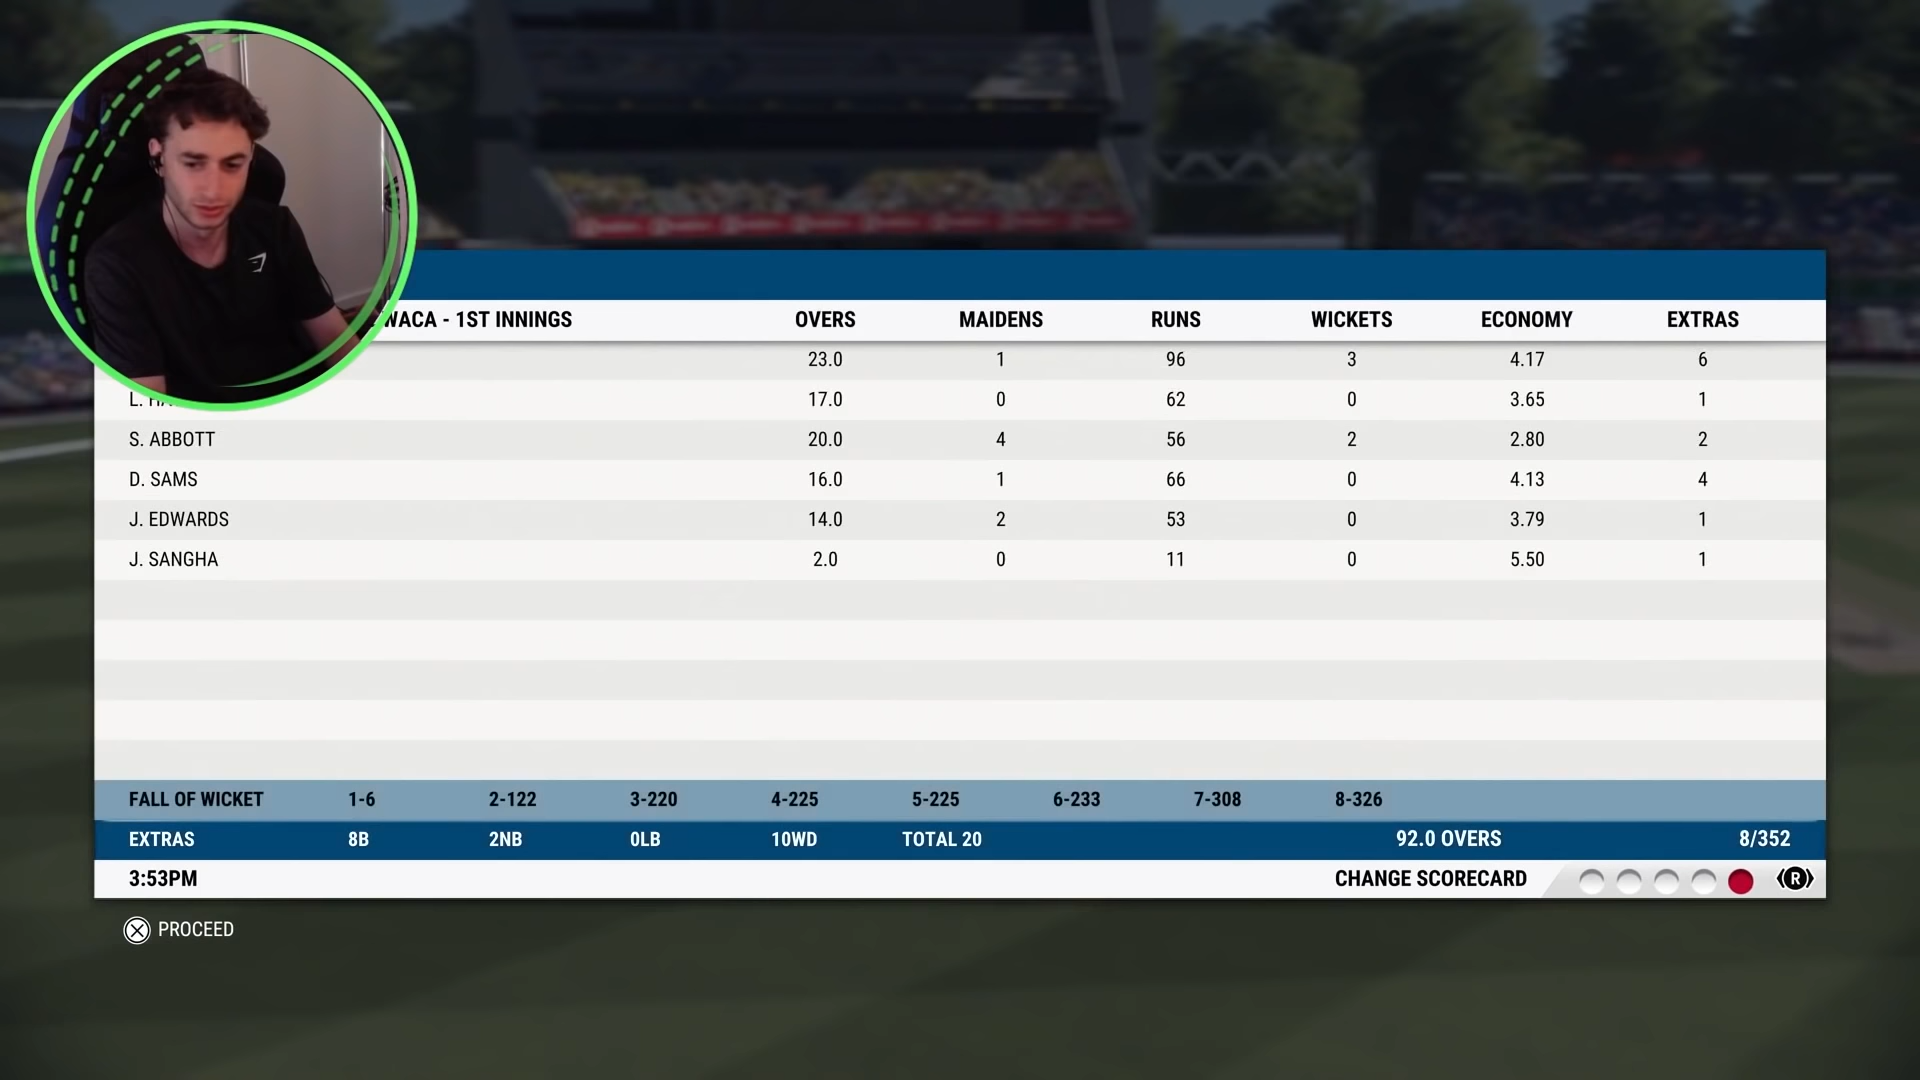 WACA - 1ST INNINGS OVERS MAIDENS RUNS WICKETS ECONOMY EXTRAS
23.0 1 96 3 4.17 6
L. 17.0 0 62 0 3.65 1
S. ABBOTT 20.0 4 56 2 2.80 2
D. SAMS 16.0 1 66 0 4.13 4
J. EDWARDS 14.0 2 53 0 3.79 1
J. SANGHA 2.0 0 11 0 5.50 1
FALL OF WICKET 1-6 2-122 3-220 4-225 5-225 6-233 7-308 8-326
EXTRAS 8B 2NB 0LB 10WD TOTAL 20 92.0 OVERS 8/352
3:53PM CHANGE SCORECARD R
PROCEED